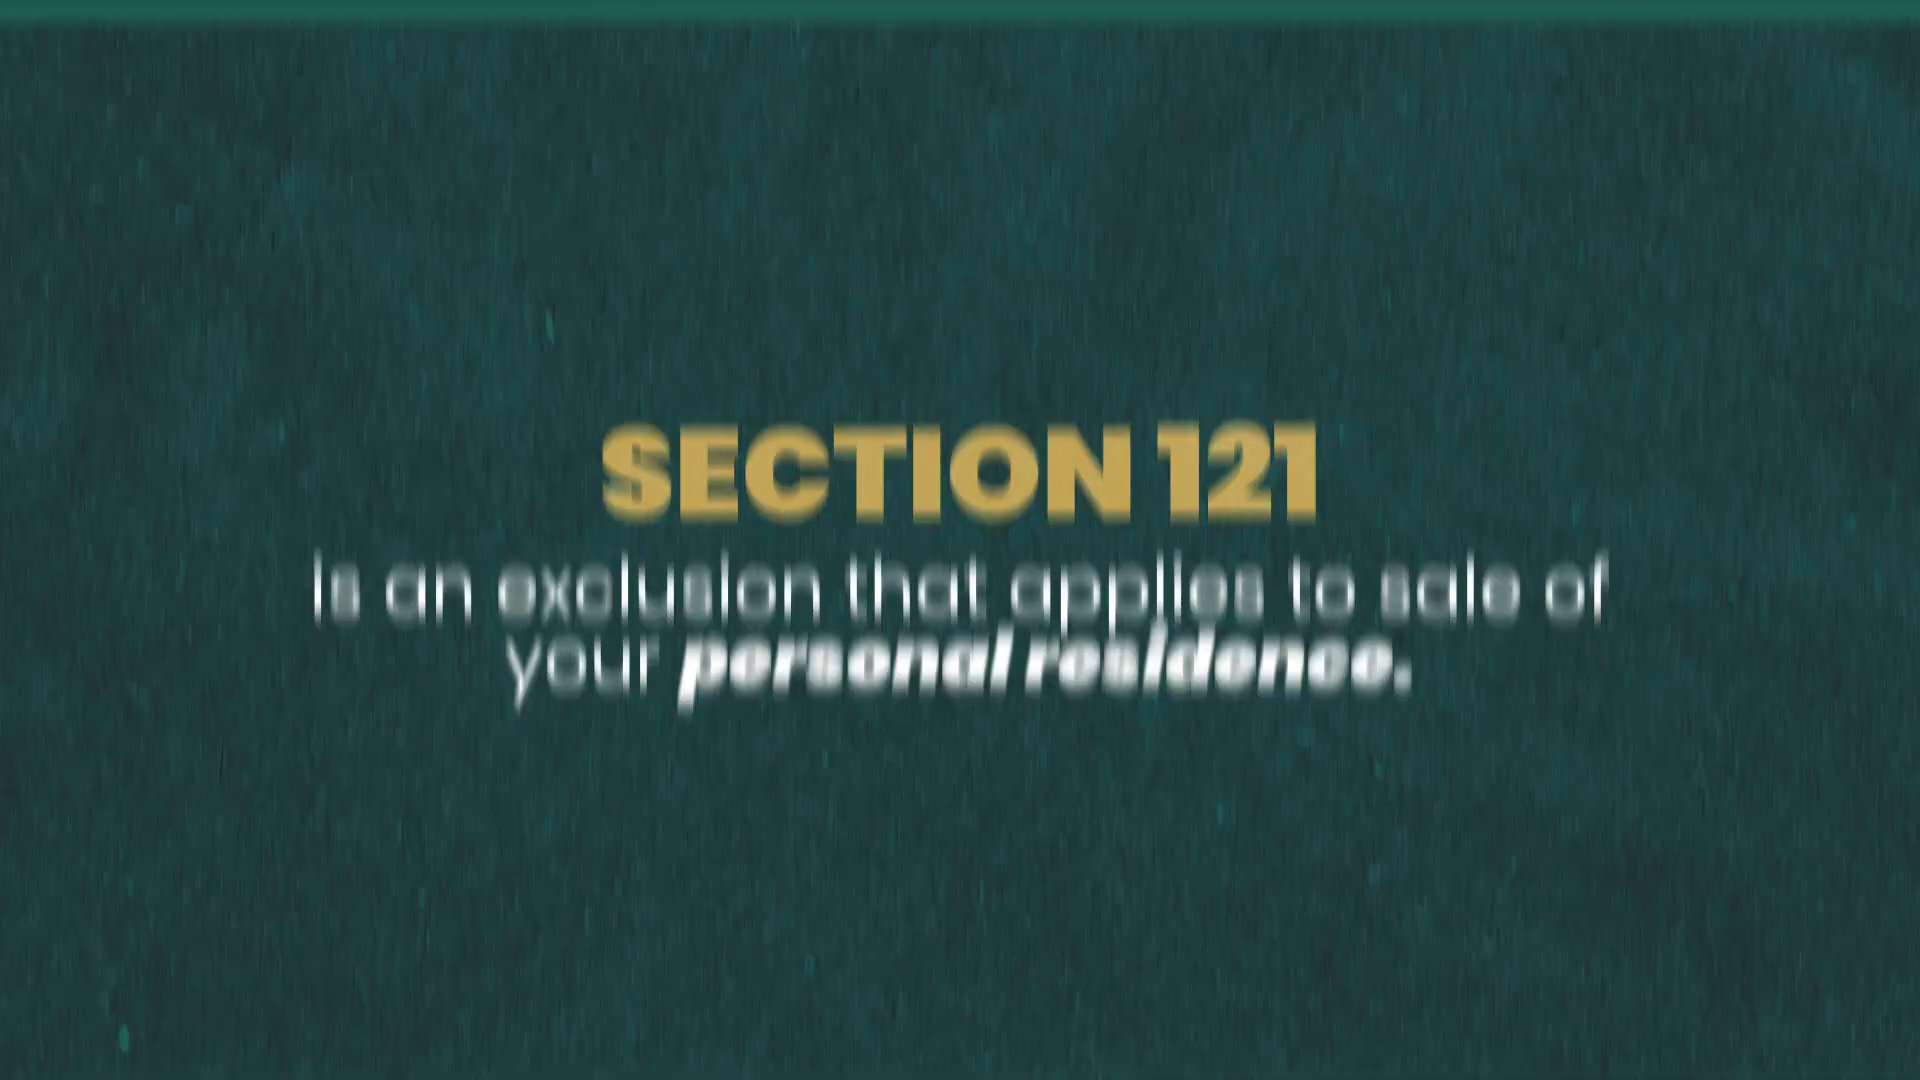 SECTION 121
Is an exclusion that applies to sale of
your personal residence.